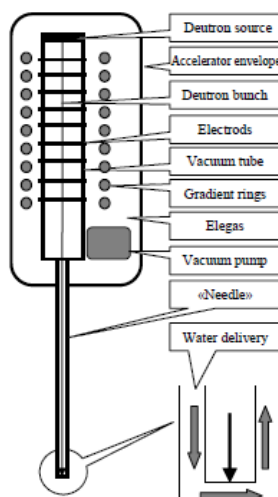 Deutron source
Accelerator envelope
Deutron bunch
Electrods
Vacuum tube
Gradient rings
Elegas
Vacuum pump
«Needle»
Water delivery